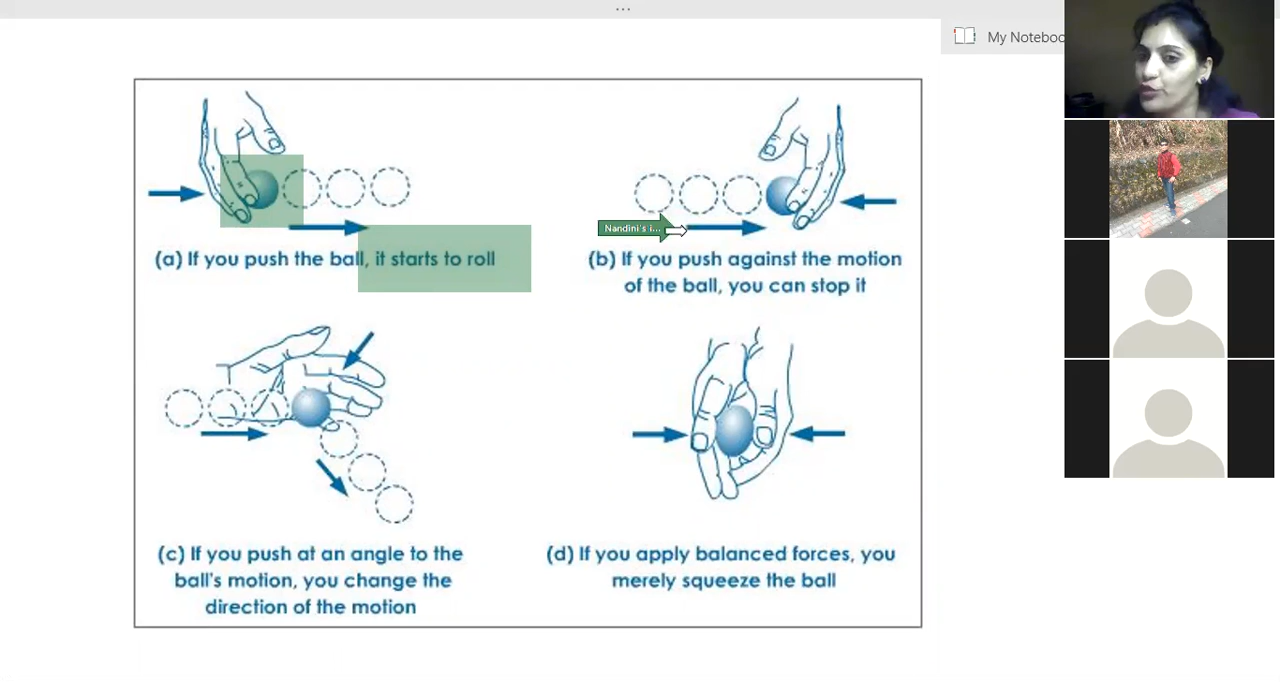 My Noteboo
Nandini's i...
(a) If you push the ball, it starts to roll
(b) If you push against the motion
of the ball, you can stop it
(c) If you push at an angle to the
ball's motion, you change the
direction of the motion
(d) If you apply balanced forces, you
merely squeeze the ball